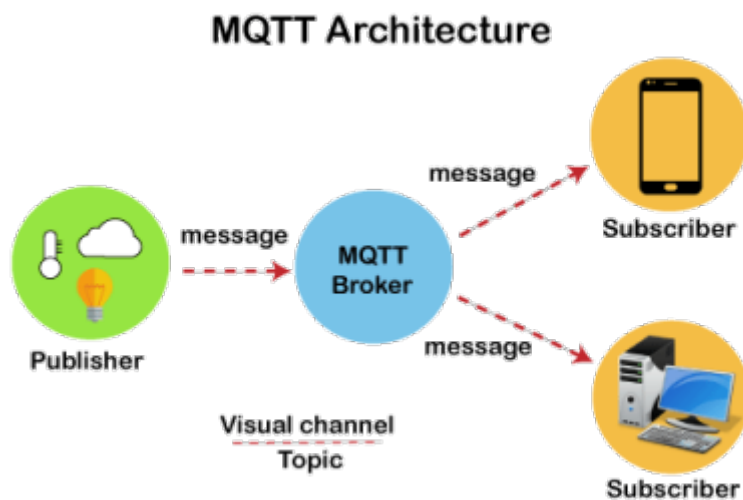 MQTT Architecture
message
Subscriber
message
MQTT
Broker
Publisher
message
Visual channel
Topic
Subscriber